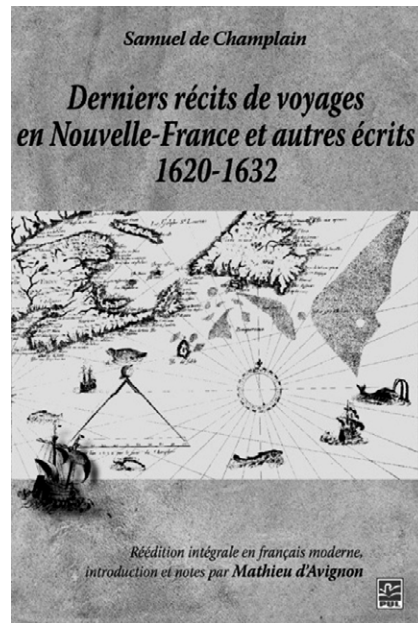 Samuel de Champlain
Derniers récits de voyages
en Nouvelle-France et autres écrits
1620-1632
Réédition intégrale en français moderne,
introduction et notes par Mathieu d'Avignon
PUL